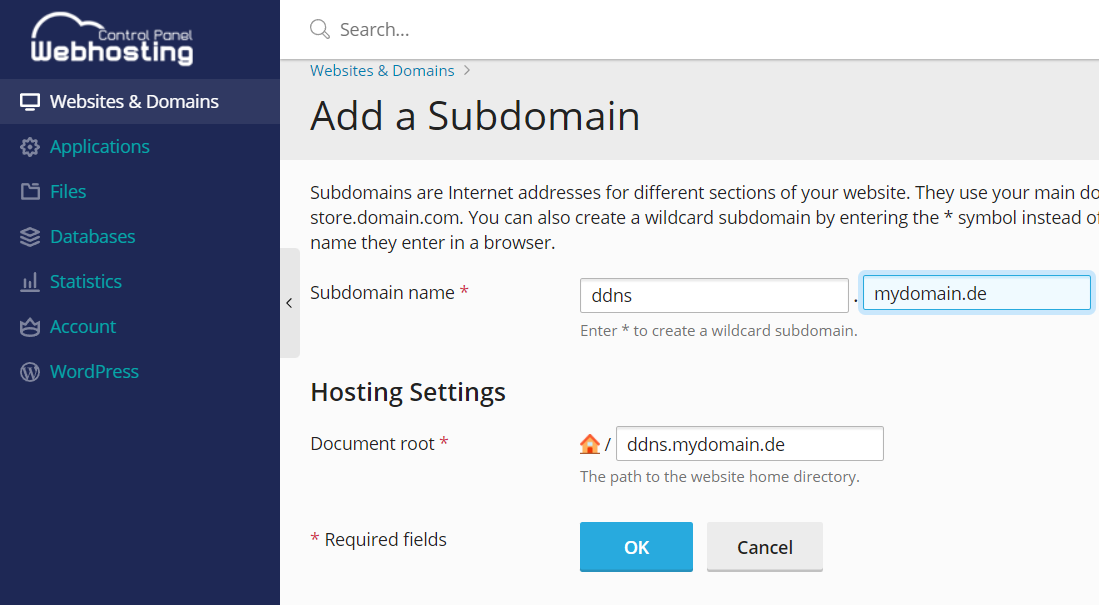 Control Panel
Webhosting
Search...
Websites & Domains
Websites & Domains
Applications
Files
Databases
Statistics
Account
WordPress
Add a Subdomain
Subdomains are Internet addresses for different sections of your website. They use your main do
store.domain.com. You can also create a wildcard subdomain by entering the * symbol instead of
name they enter in a browser.
Subdomain name *
ddns . mydomain.de
Enter * to create a wildcard subdomain.
Hosting Settings
Document root *
/ ddns.mydomain.de
The path to the website home directory.
* Required fields
OK Cancel